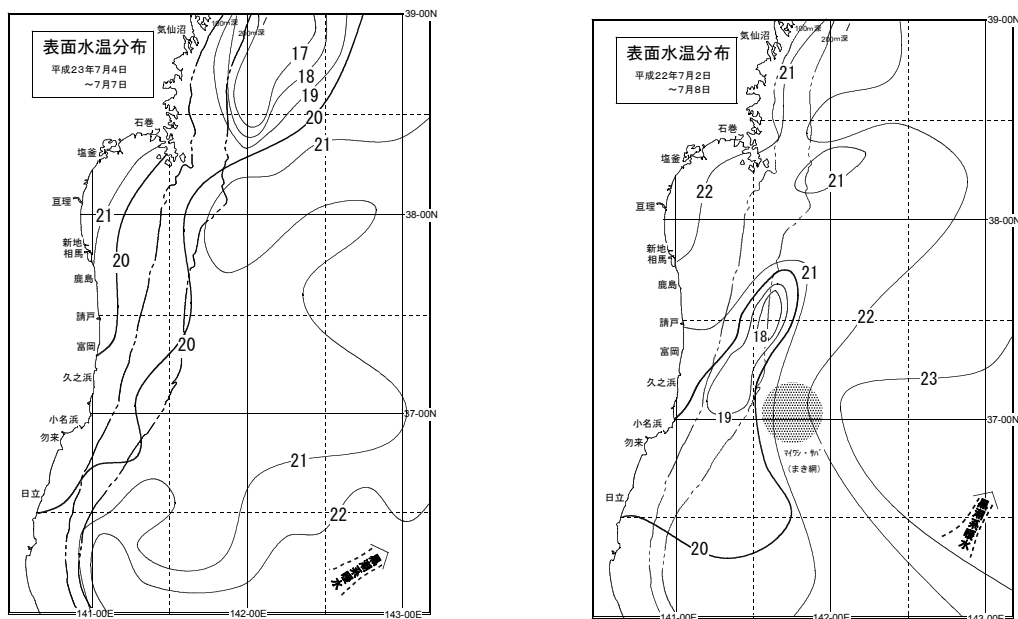 表面水温分布
平成23年7月4日
～7月7日
気仙沼
100m深
200m深
39-00N
17
18
19
20
21
石巻
塩釜
亘理
21
38-00N
新地
相馬
20
鹿島
請戸
富岡
20
久之浜
小名浜
37-00N
勿来
21
日立
22
黒潮系暖水
141-00E
142-00E
143-00E
表面水温分布
平成22年7月2日
～7月8日
気仙沼
100m深
200m深
39-00N
21
石巻
塩釜
22
21
亘理
38-00N
新地
相馬
鹿島
21
請戸
18
22
富岡
久之浜
23
19
小名浜
37-00N
勿来
マイワシ・サバ
（まき網）
日立
黒潮系暖水
20
141-00E
142-00E
143-00E